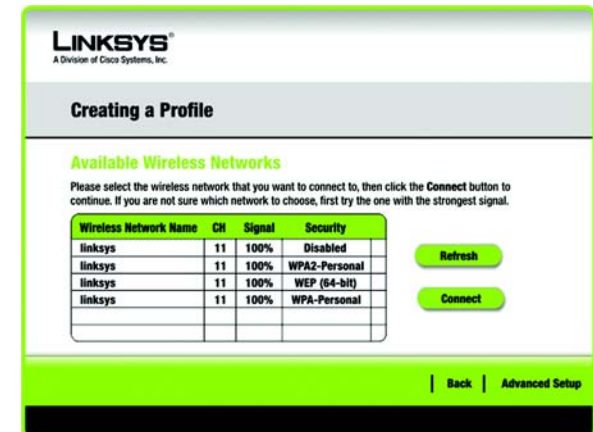 LINKSYS®
A Division of Cisco Systems, Inc.
Creating a Profile
Available Wireless Networks
Please select the wireless network that you want to connect to, then click the Connect button to
continue. If you are not sure which network to choose, first try the one with the strongest signal.
Wireless Network Name CH Signal Security
linksys 11 100% Disabled
linksys 11 100% WPA2-Personal
linksys 11 100% WEP (64-bit)
linksys 11 100% WPA-Personal
Refresh
Connect
Back Advanced Setup